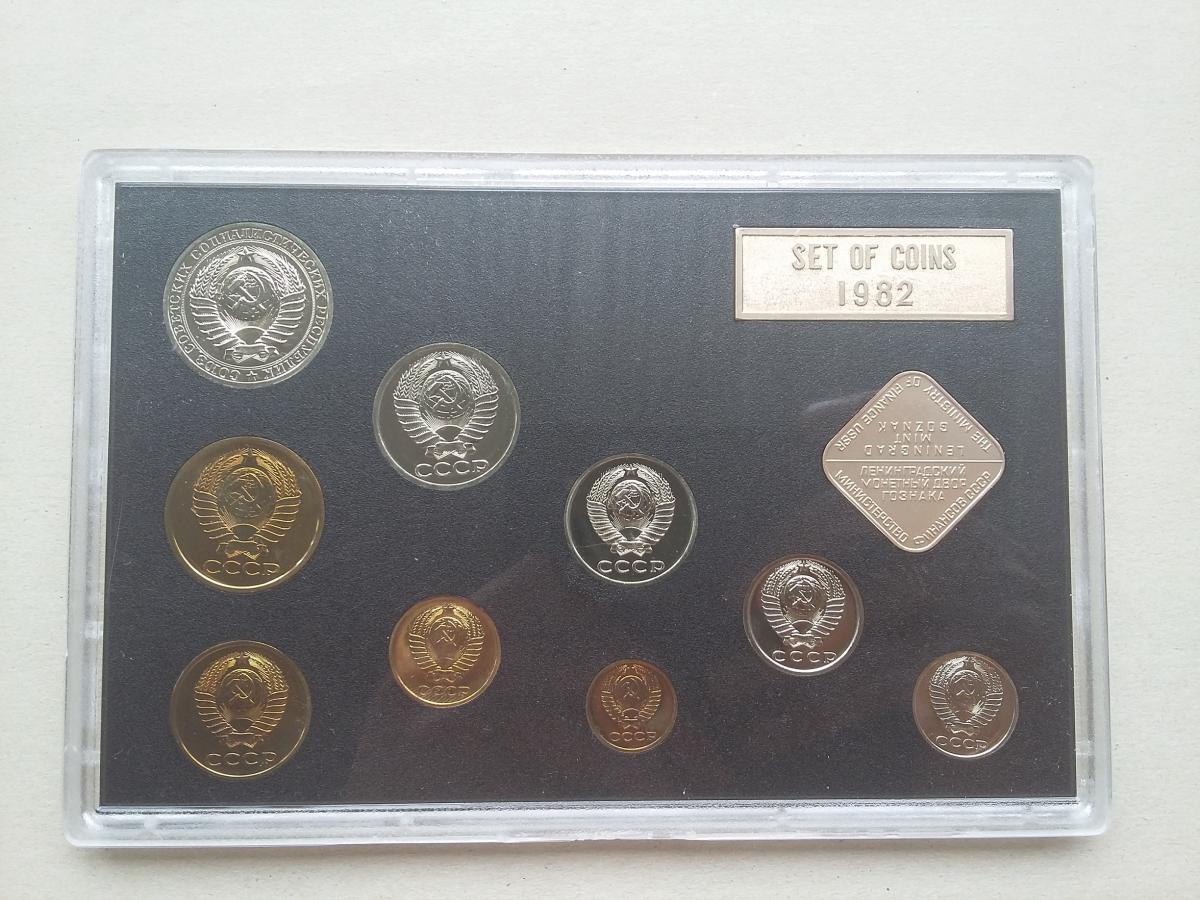 SET OF COINS
1982
СОЮЗ СОВЕТСКИХ СОЦИАЛИСТИЧЕСКИХ РЕСПУБЛИК
СССР
THE MINISTRY OF FINANCE USSR
LENINGRAD
MINT
GOZNAK
ЛЕНИНГРАДСКИЙ
МОНЕТНЫЙ ДВОР
ГОЗНАКА
МИНИСТЕРСТВО ФИНАНСОВ СССР
СССР
СССР
СССР
СССР
СССР
СССР
СССР